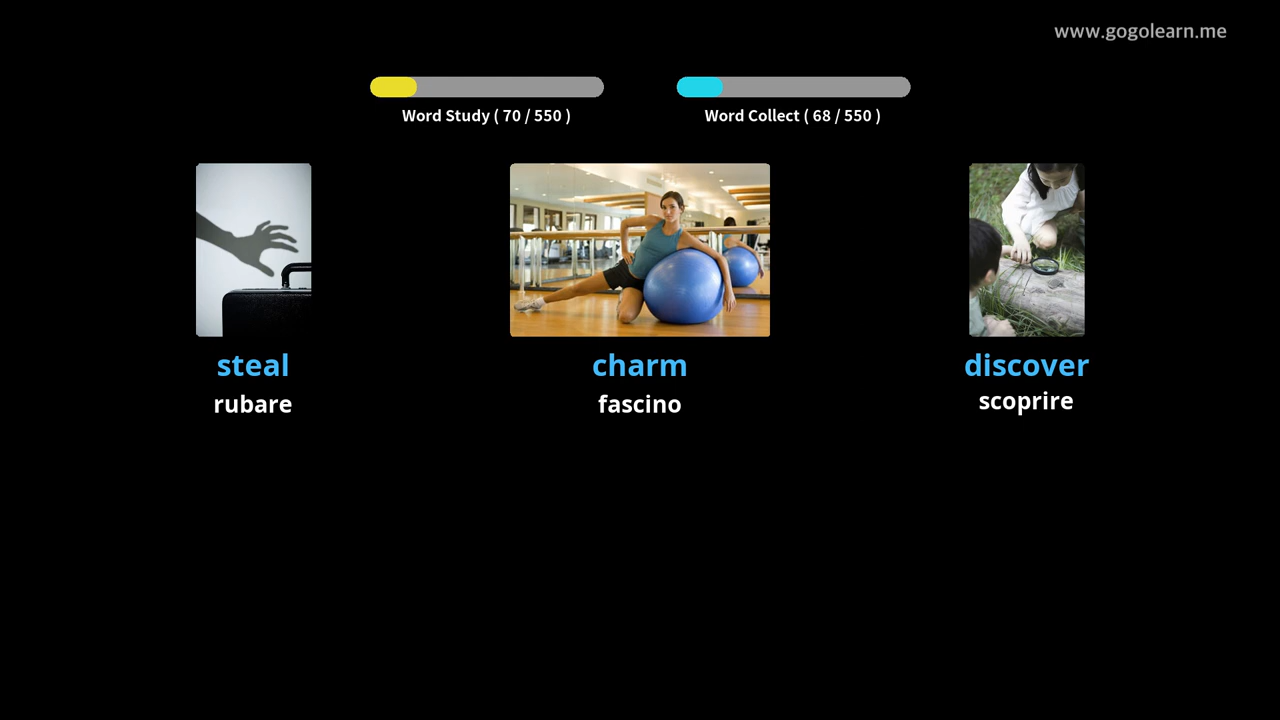 www.gogolearn.me
Word Study ( 70 / 550 )
Word Collect ( 68 / 550 )
steal
rubare
charm
fascino
discover
scoprire